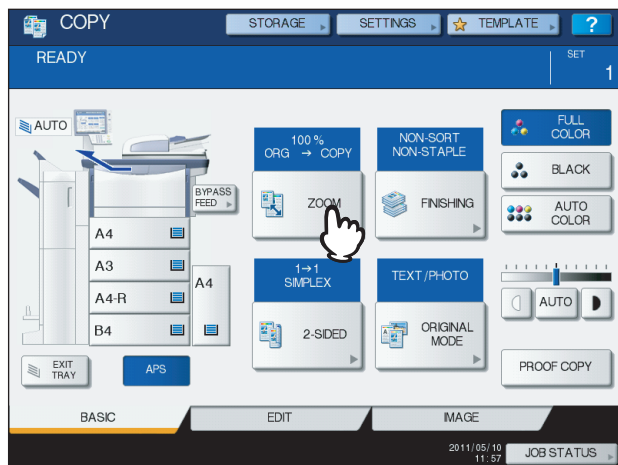 COPY
STORAGE
SETTINGS
TEMPLATE
?
READY
SET
1
AUTO
BYPASS
FEED
A4
A3
A4-R
B4
A4
EXIT
TRAY
APS
100 %
ORG → COPY
ZOOM
NON-SORT
NON-STAPLE
FINISHING
1→1
SIMPLEX
2-SIDED
TEXT/PHOTO
ORIGINAL
MODE
FULL
COLOR
BLACK
AUTO
COLOR
AUTO
PROOF COPY
BASIC
EDIT
IMAGE
2011/05/10
11: 57
JOB STATUS